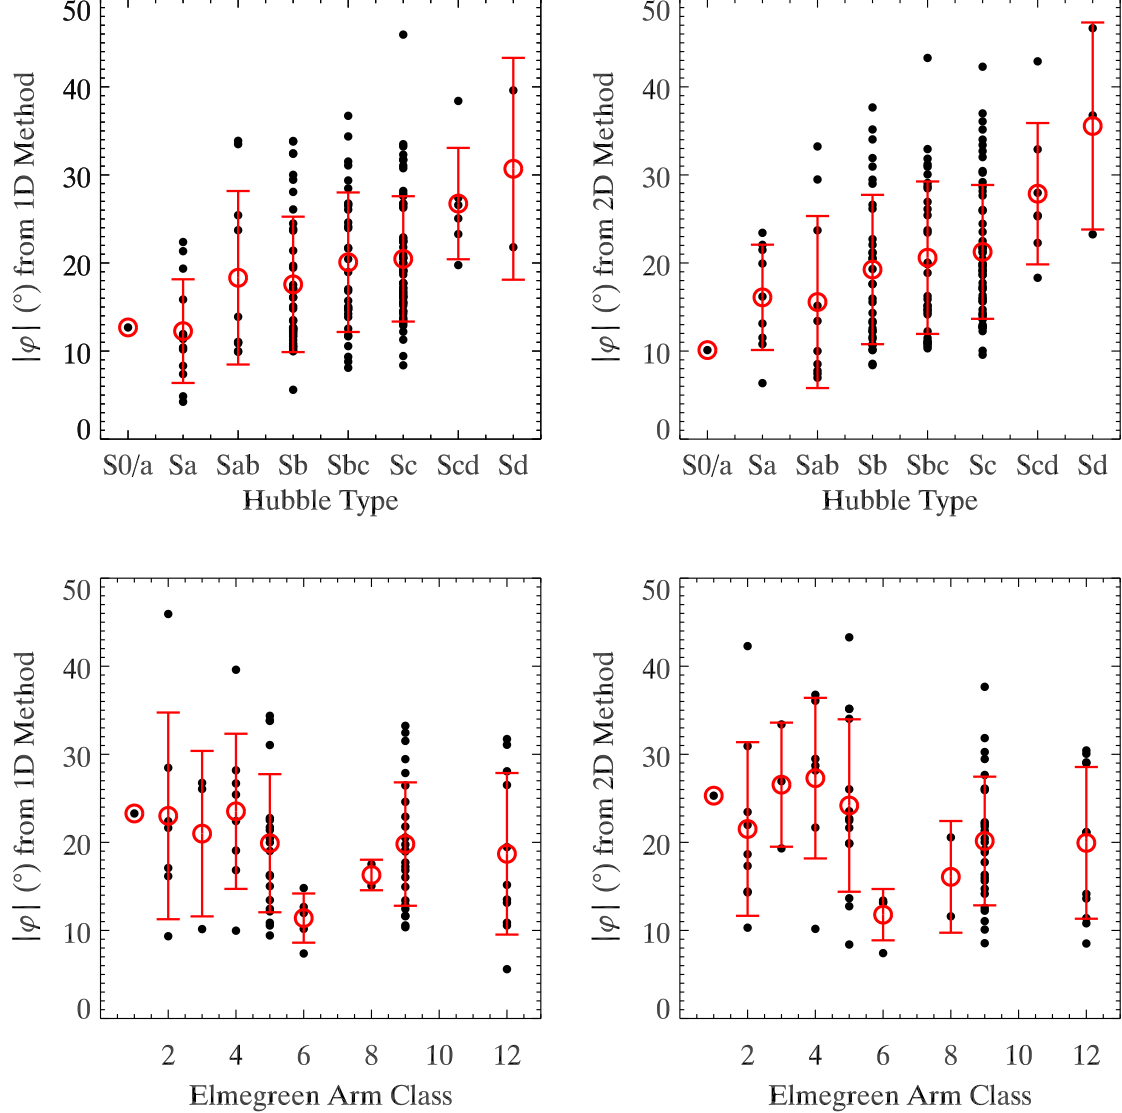 50
40
30
20
10
0
|φ| (°) from 1D Method
S0/a Sa Sab Sb Sbc Sc Scd Sd
Hubble Type
50
40
30
20
10
0
|φ| (°) from 2D Method
S0/a Sa Sab Sb Sbc Sc Scd Sd
Hubble Type
50
40
30
20
10
0
|φ| (°) from 1D Method
2 4 6 8 10 12
Elmegreen Arm Class
50
40
30
20
10
0
|φ| (°) from 2D Method
2 4 6 8 10 12
Elmegreen Arm Class